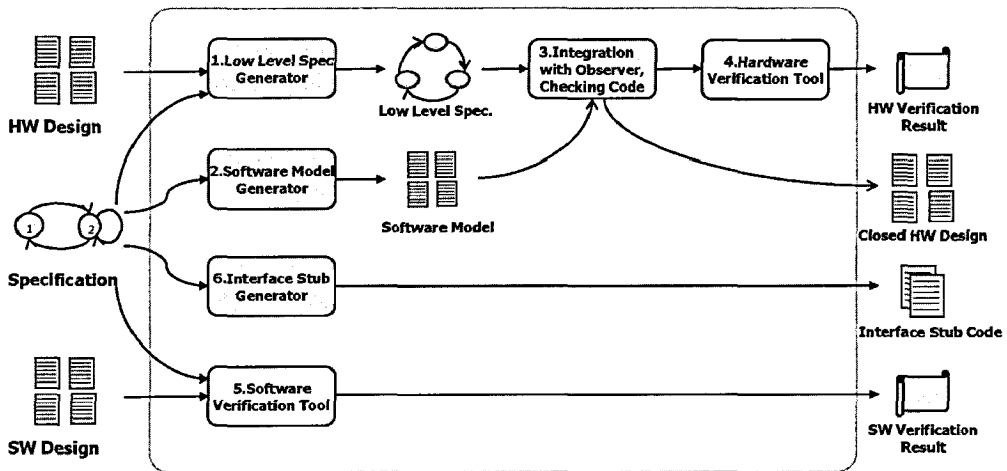 HW Design
1.Low Level Spec
Generator
Low Level Spec.
3.Integration
with Observer,
Checking Code
4.Hardware
Verification Tool
HW Verification
Result
2.Software Model
Generator
Software Model
Closed HW Design
1
2
Specification
6.Interface Stub
Generator
Interface Stub Code
SW Design
5.Software
Verification Tool
SW Verification
Result